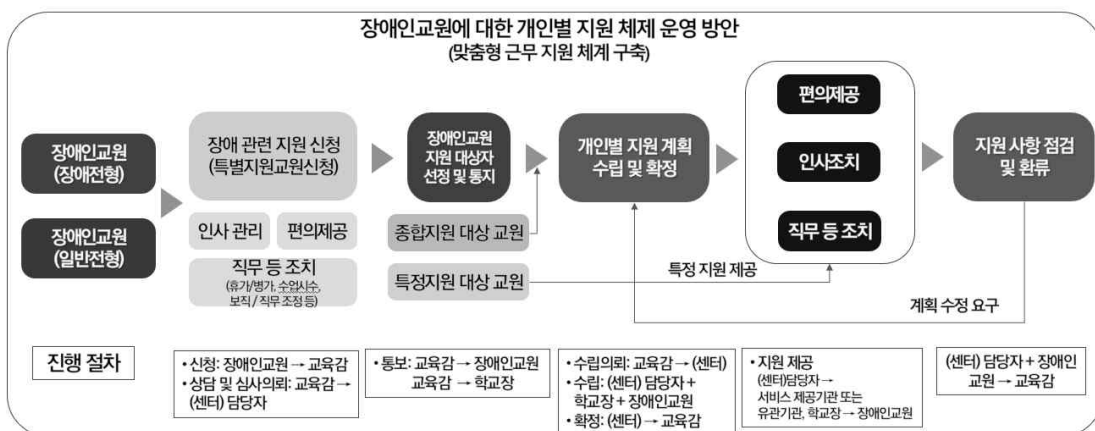 장애인교원에 대한 개인별 지원 체제 운영 방안
(맞춤형 근무 지원 체계 구축)
장애인교원
(장애전형)
장애인교원
(일반전형)
장애 관련 지원 신청
(특별지원교원신청)
인사 관리
편의제공
직무 등 조치
(휴가/병가, 수업시수,
보직 / 직무 조정 등)
장애인교원
지원 대상자
선정 및 통지
종합지원 대상 교원
특정지원 대상 교원
개인별 지원 계획
수립 및 확정
편의제공
인사조치
직무 등 조치
특정 지원 제공
지원 사항 점검
및 환류
계획 수정 요구
진행 절차
• 신청: 장애인교원 → 교육감
• 상담 및 심사의뢰: 교육감 →
(센터) 담당자
• 통보: 교육감 → 장애인교원
교육감 → 학교장
• 수립의뢰: 교육감 → (센터)
• 수립: (센터) 담당자 +
학교장 + 장애인교원
• 확정: (센터) → 교육감
• 지원 제공
(센터)담당자 →
서비스 제공기관 또는
유관기관, 학교장 → 장애인교원
(센터) 담당자 + 장애인
교원 → 교육감